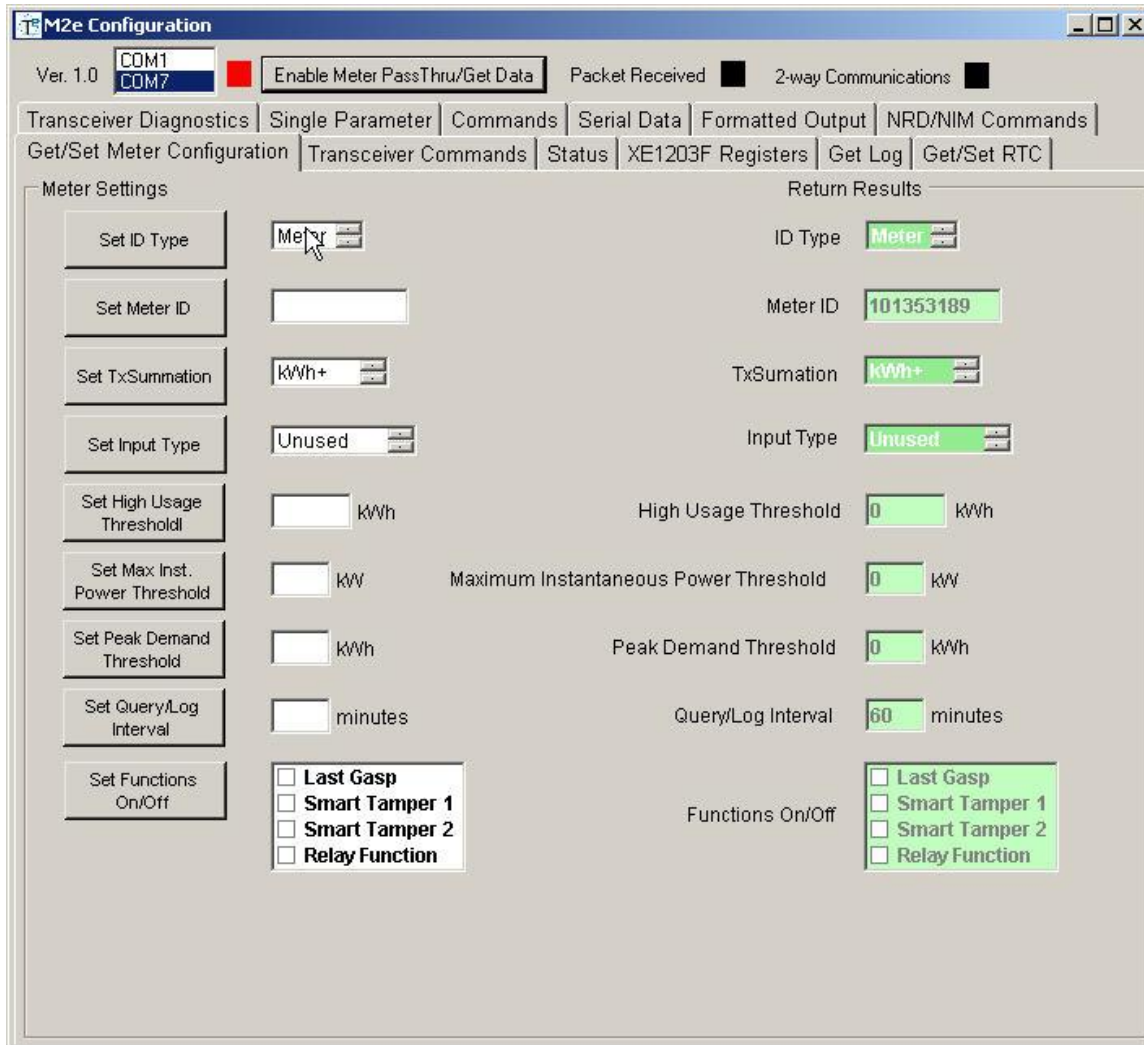 M2e Configuration
Ver. 1.0
COM1
COM7
Enable Meter PassThru/Get Data
Packet Received
2-way Communications
Transceiver Diagnostics
Single Parameter
Commands
Serial Data
Formatted Output
NRD/NIM Commands
Get/Set Meter Configuration
Transceiver Commands
Status
XE1203F Registers
Get Log
Get/Set RTC
Meter Settings
Return Results
Set ID Type
Meter
ID Type
Meter
Set Meter ID
Meter ID
101353189
Set TxSummation
kWh+
TxSumation
kWh+
Set Input Type
Unused
Input Type
Unused
Set High Usage
Thresholdl
kWh
High Usage Threshold
0
kWh
Set Max Inst.
Power Threshold
kW
Maximum Instantaneous Power Threshold
0
kW
Set Peak Demand
Threshold
kWh
Peak Demand Threshold
0
kWh
Set Query/Log
Interval
minutes
Query/Log Interval
60
minutes
Set Functions
On/Off
Last Gasp
Smart Tamper 1
Smart Tamper 2
Relay Function
Functions On/Off
Last Gasp
Smart Tamper 1
Smart Tamper 2
Relay Function